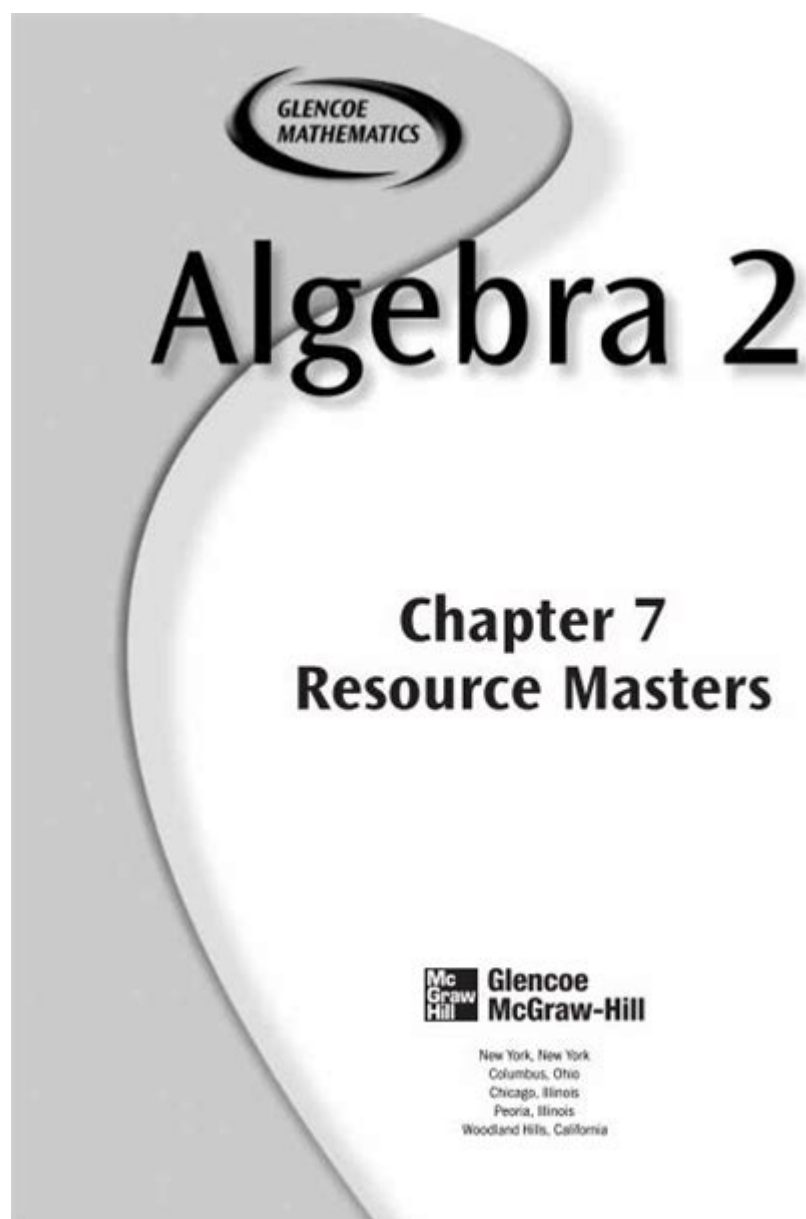 GLENCOE
MATHEMATICS
Algebra 2
Chapter 7
Resource Masters
Mc
Graw
Hill
Glencoe
McGraw-Hill
New York, New York
Columbus, Ohio
Chicago, Illinois
Peoria, Illinois
Woodland Hills, California